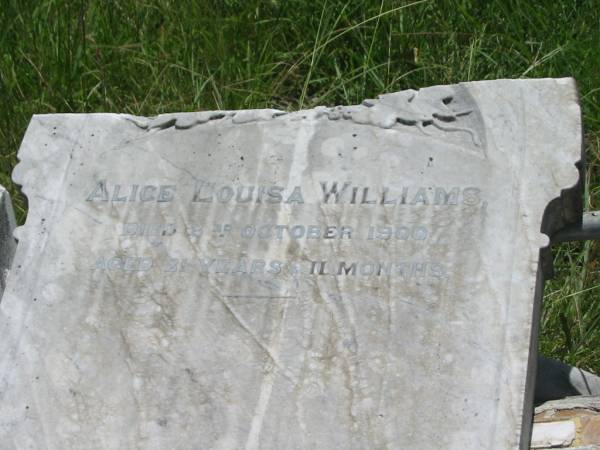 Alice Louisa Williams,
Died OCTOBER 1900
AGED 21 YEARS & 11 MONTHS.